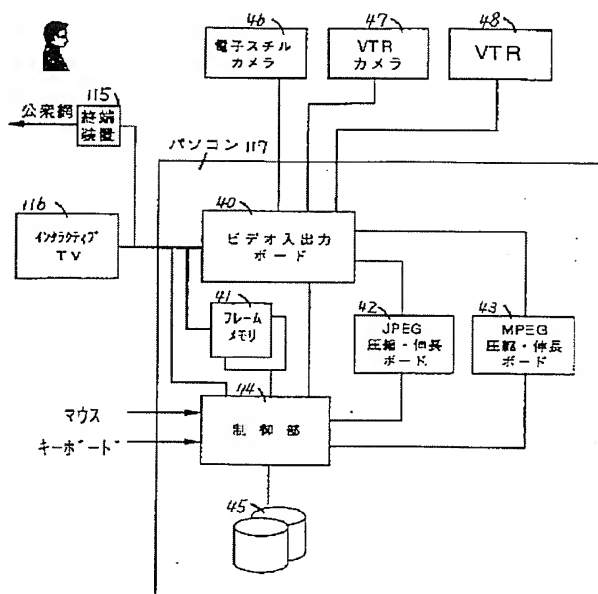 46
電子スチル
カメラ
47
VTR
カメラ
48
VTR
公衆網
115
終端
装置
パソコン 117
116
インタラクティブ
TV
40
ビデオ入出力
ボード
41
フレーム
メモリ
42
JPEG
圧縮・伸長
ボード
43
MPEG
圧縮・伸長
ボード
44
制御部
マウス
キーボード
45